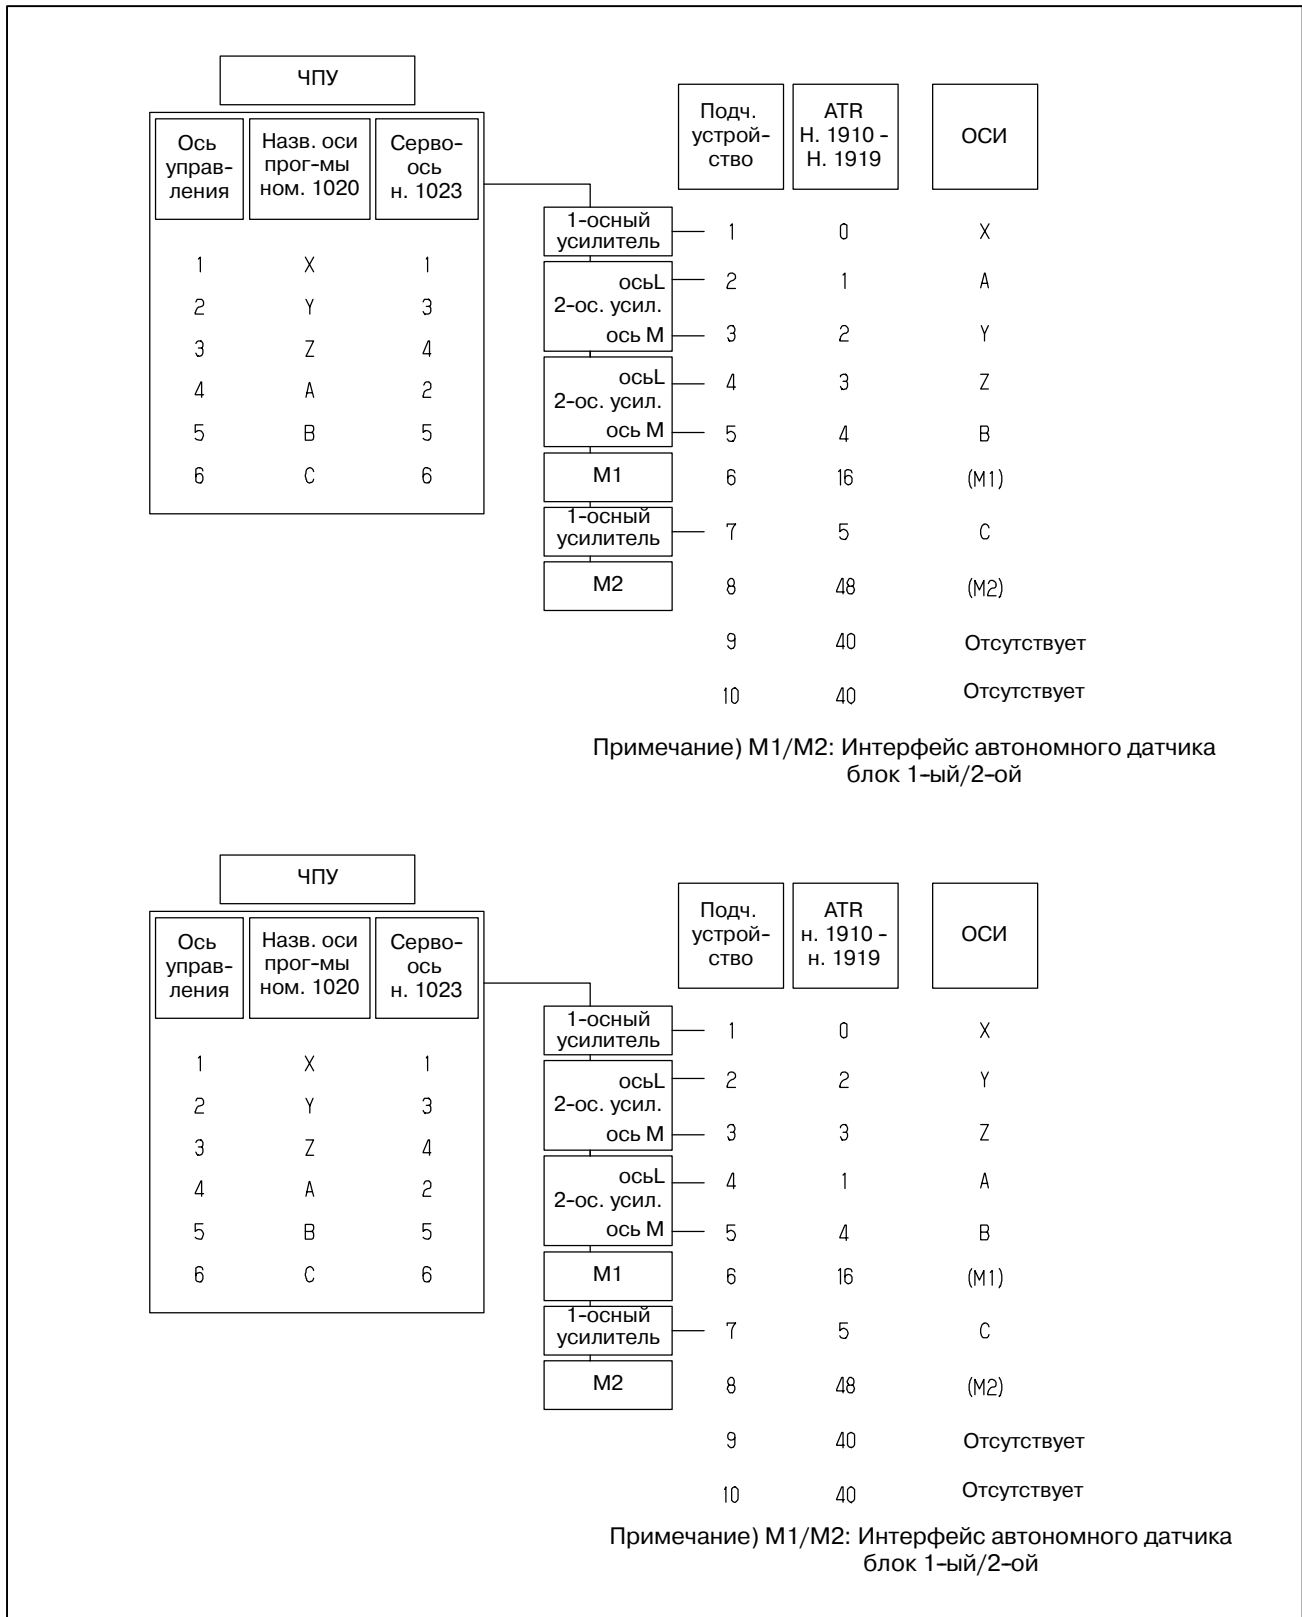 ЧПУ
Ось
управ-
ления
Назв. оси
прог-мы
ном. 1020
Серво-
ось
н. 1023
1 X 1
2 Y 3
3 Z 4
4 A 2
5 B 5
6 C 6
Подч.
устрой-
ство
ATR
Н. 1910 -
Н. 1919
ОСИ
1-осный
усилитель
1 0 X
осьL
2-ос. усил.
ось M
2 1 A
3 2 Y
осьL
2-ос. усил.
ось M
4 3 Z
5 4 B
M1 6 16 (M1)
1-осный
усилитель
7 5 C
M2 8 48 (M2)
9 40 Отсутствует
10 40 Отсутствует
Примечание) M1/M2: Интерфейс автономного датчика
блок 1-ый/2-ой
ЧПУ
Ось
управ-
ления
Назв. оси
прог-мы
ном. 1020
Серво-
ось
н. 1023
1 X 1
2 Y 3
3 Z 4
4 A 2
5 B 5
6 C 6
Подч.
устрой-
ство
ATR
н. 1910 -
н. 1919
ОСИ
1-осный
усилитель
1 0 X
осьL
2-ос. усил.
ось M
2 2 Y
3 3 Z
осьL
2-ос. усил.
ось M
4 1 A
5 4 B
M1 6 16 (M1)
1-осный
усилитель
7 5 C
M2 8 48 (M2)
9 40 Отсутствует
10 40 Отсутствует
Примечание) M1/M2: Интерфейс автономного датчика
блок 1-ый/2-ой